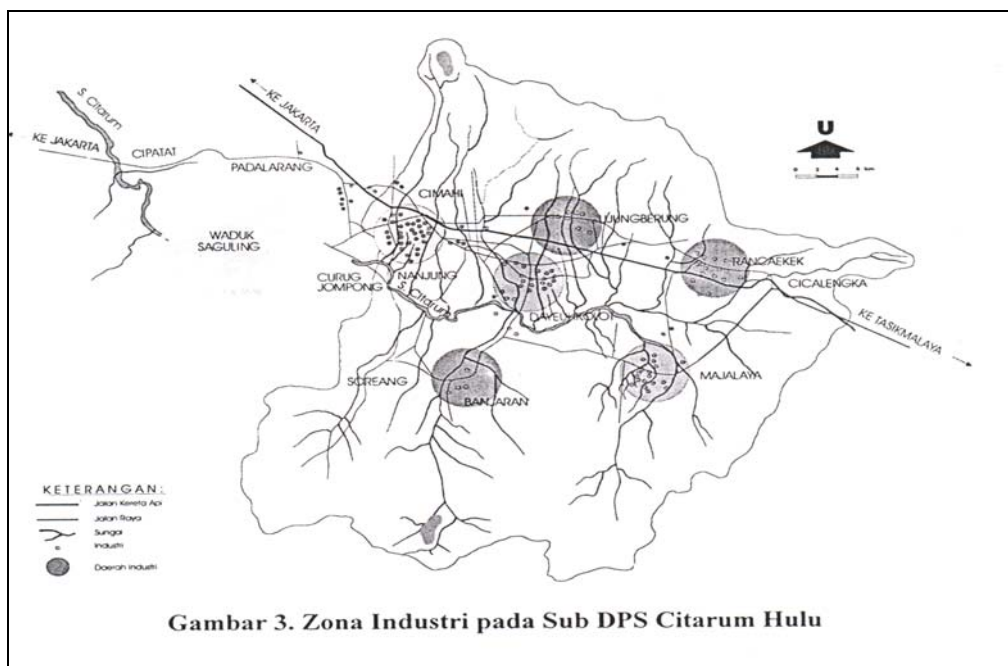 KE JAKARTA
S. Citarum
KE JAKARTA
CIPATAT
PADALARANG
CIMAHI
U
km
UJUNGBERUNG
WADUK
SAGULING
RANCAEKEK
CURUG
JOMPONG
NANJUNG
S. Citarum
CICALENGKA
DAYEUHKOLOT
KE TASIKMALAYA
SOREANG
BANJARAN
MAJALAYA
KETERANGAN:
Jalan Kereta Api
Jalan Raya
Sungai
Industri
Daerah Industri
Gambar 3. Zona Industri pada Sub DPS Citarum Hulu